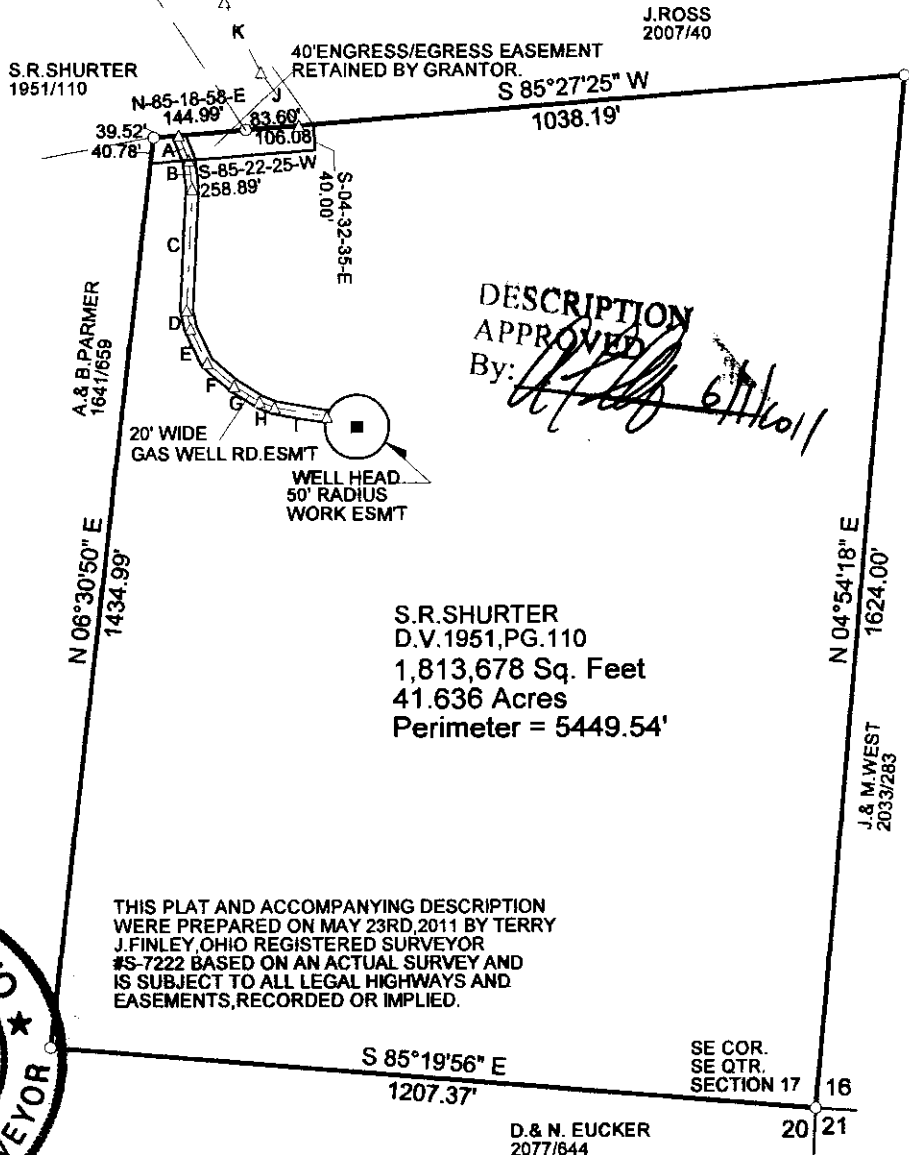 K
J.ROSS
2007/40
40'ENGRESS/EGRESS EASEMENT
RETAINED BY GRANTOR.
S.R.SHURTER
1951/110
S 85°27'25" W
1038.19'
N-85-18-58-E
144.99'
J
83.60'
106.08
39.52'
40.78'
A
B
S-85-22-25-W
258.89'
S-04-32-35-E
40.00'
C
D
E
F
G
H
I
A.& B.PARMER
1641/659
DESCRIPTION
APPROVED
By:
20' WIDE
GAS WELL RD.ESM'T
WELL HEAD
50' RADIUS
WORK ESM'T
N 06°30'50" E
1434.99'
N 04°54'18" E
1624.00'
S.R.SHURTER
D.V.1951,PG.110
1,813,678 Sq. Feet
41.636 Acres
Perimeter = 5449.54'
J.& M.WEST
2033/283
THIS PLAT AND ACCOMPANYING DESCRIPTION
WERE PREPARED ON MAY 23RD,2011 BY TERRY
J.FINLEY,OHIO REGISTERED SURVEYOR
#S-7222 BASED ON AN ACTUAL SURVEY AND
IS SUBJECT TO ALL LEGAL HIGHWAYS AND
EASEMENTS,RECORDED OR IMPLIED.
S 85°19'56" E
1207.37'
SE COR.
SE QTR.
SECTION 17
16
20
21
D.& N. EUCKER
2077/644